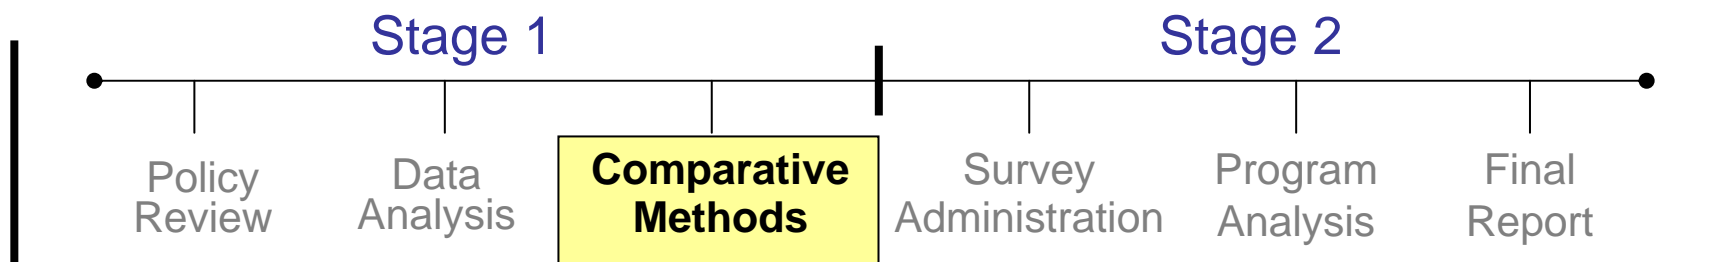 Stage 1
Stage 2
Policy
Review
Data
Analysis
Comparative
Methods
Survey
Administration
Program
Analysis
Final
Report